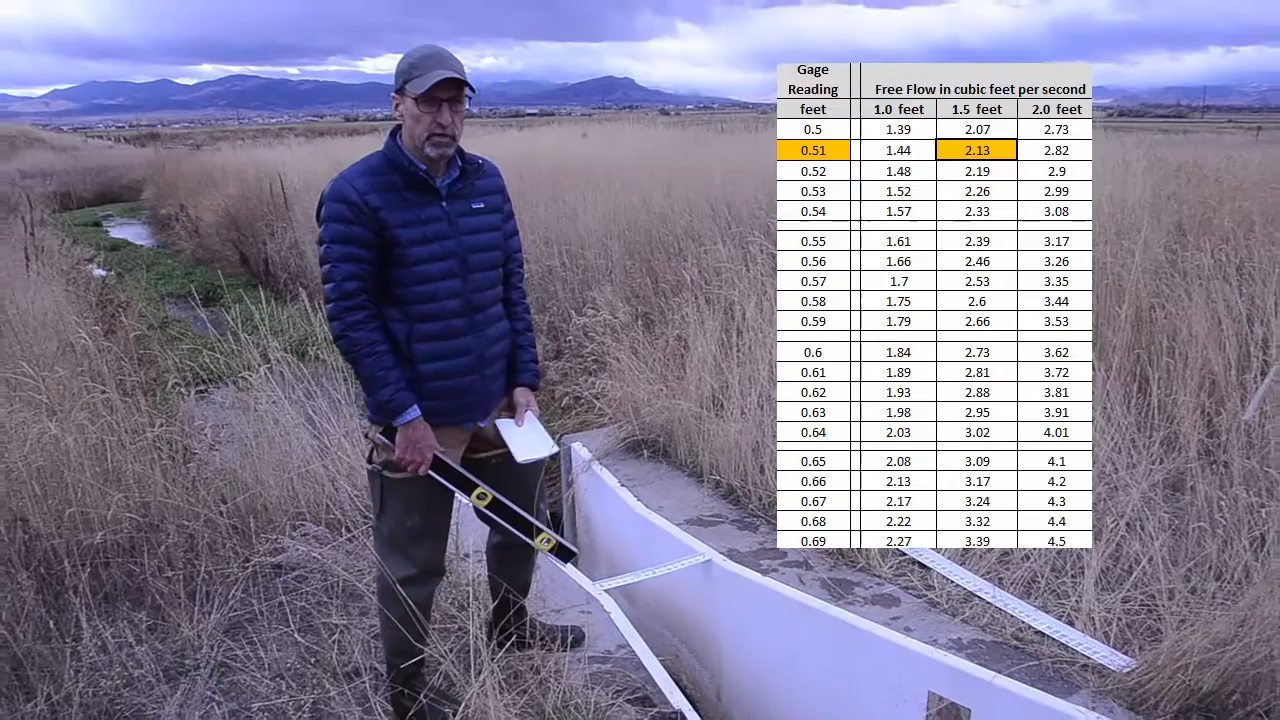 Gage
Reading Free Flow in cubic feet per second
feet 1.0 feet 1.5 feet 2.0 feet
0.5 1.39 2.07 2.73
0.51 1.44 2.13 2.82
0.52 1.48 2.19 2.9
0.53 1.52 2.26 2.99
0.54 1.57 2.33 3.08
0.55 1.61 2.39 3.17
0.56 1.66 2.46 3.26
0.57 1.7 2.53 3.35
0.58 1.75 2.6 3.44
0.59 1.79 2.66 3.53
0.6 1.84 2.73 3.62
0.61 1.89 2.81 3.72
0.62 1.93 2.88 3.81
0.63 1.98 2.95 3.91
0.64 2.03 3.02 4.01
0.65 2.08 3.09 4.1
0.66 2.13 3.17 4.2
0.67 2.17 3.24 4.3
0.68 2.22 3.32 4.4
0.69 2.27 3.39 4.5